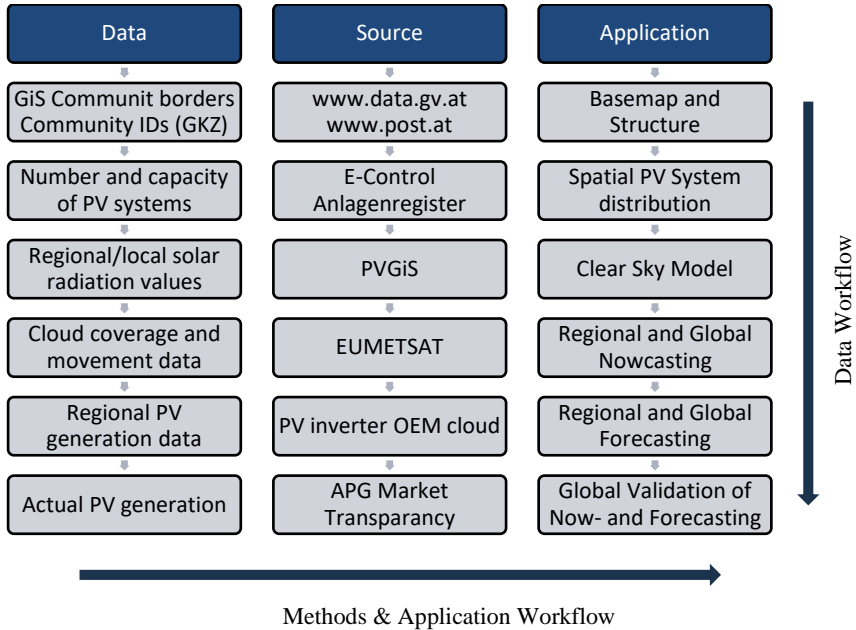 Data
Source
Application
GiS Communit borders
Community IDs (GKZ)
www.data.gv.at
www.post.at
Basemap and
Structure
Number and capacity
of PV systems
E-Control
Anlagenregister
Spatial PV System
distribution
Regional/local solar
radiation values
PVGiS
Clear Sky Model
Cloud coverage and
movement data
EUMETSAT
Regional and Global
Nowcasting
Regional PV
generation data
PV inverter OEM cloud
Regional and Global
Forecasting
Actual PV generation
APG Market
Transparancy
Global Validation of
Now- and Forecasting
Data Workflow
Methods & Application Workflow